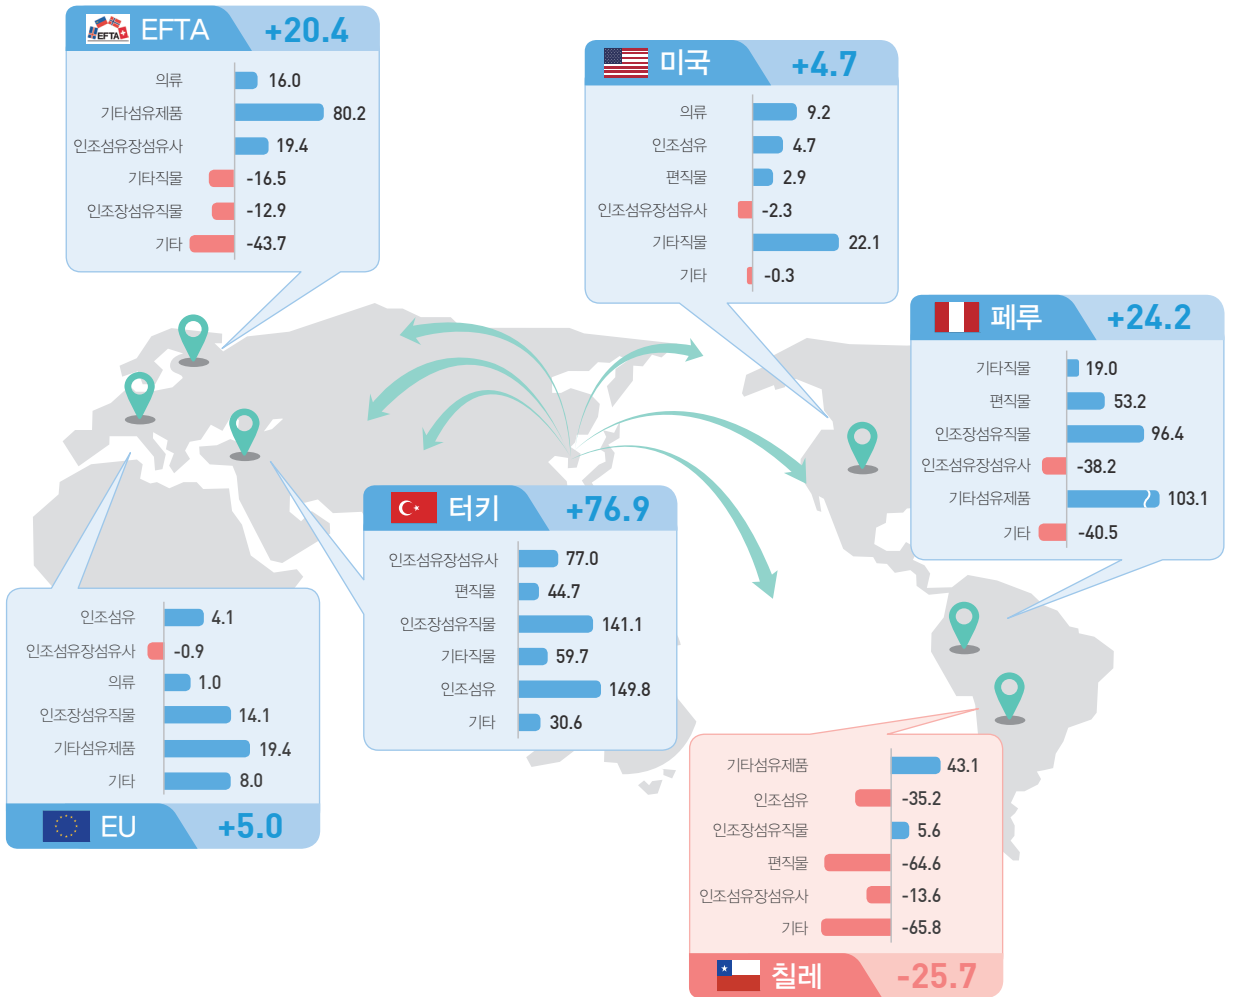 EFTA EFTA +20.4
의류 16.0
기타섬유제품 80.2
인조섬유장섬유사 19.4
기타직물 -16.5
인조장섬유직물 -12.9
기타 -43.7
미국 +4.7
의류 9.2
인조섬유 4.7
편직물 2.9
인조섬유장섬유사 -2.3
기타직물 22.1
기타 -0.3
페루 +24.2
기타직물 19.0
편직물 53.2
인조장섬유직물 96.4
인조섬유장섬유사 -38.2
기타섬유제품 103.1
기타 -40.5
터키 +76.9
인조섬유장섬유사 77.0
편직물 44.7
인조장섬유직물 141.1
기타직물 59.7
인조섬유 149.8
기타 30.6
인조섬유 4.1
인조섬유장섬유사 -0.9
의류 1.0
인조장섬유직물 14.1
기타섬유제품 19.4
기타 8.0
EU +5.0
기타섬유제품 43.1
인조섬유 -35.2
인조장섬유직물 5.6
편직물 -64.6
인조섬유장섬유사 -13.6
기타 -65.8
칠레 -25.7